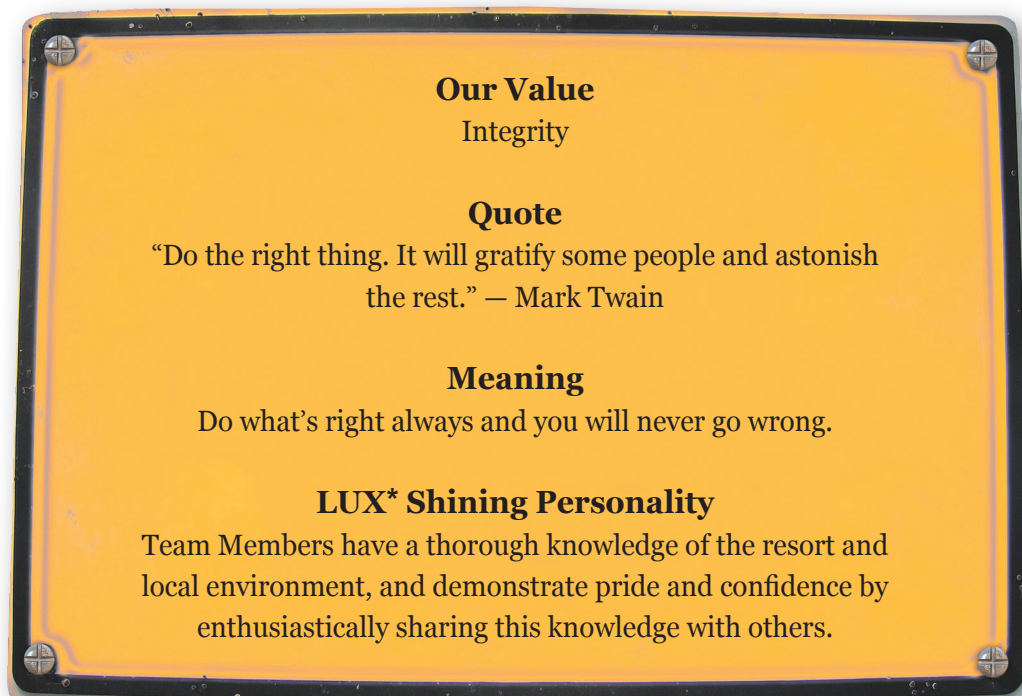 Our Value
Integrity
Quote
“Do the right thing. It will gratify some people and astonish
the rest.” — Mark Twain
Meaning
Do what’s right always and you will never go wrong.
LUX* Shining Personality
Team Members have a thorough knowledge of the resort and
local environment, and demonstrate pride and confidence by
enthusiastically sharing this knowledge with others.